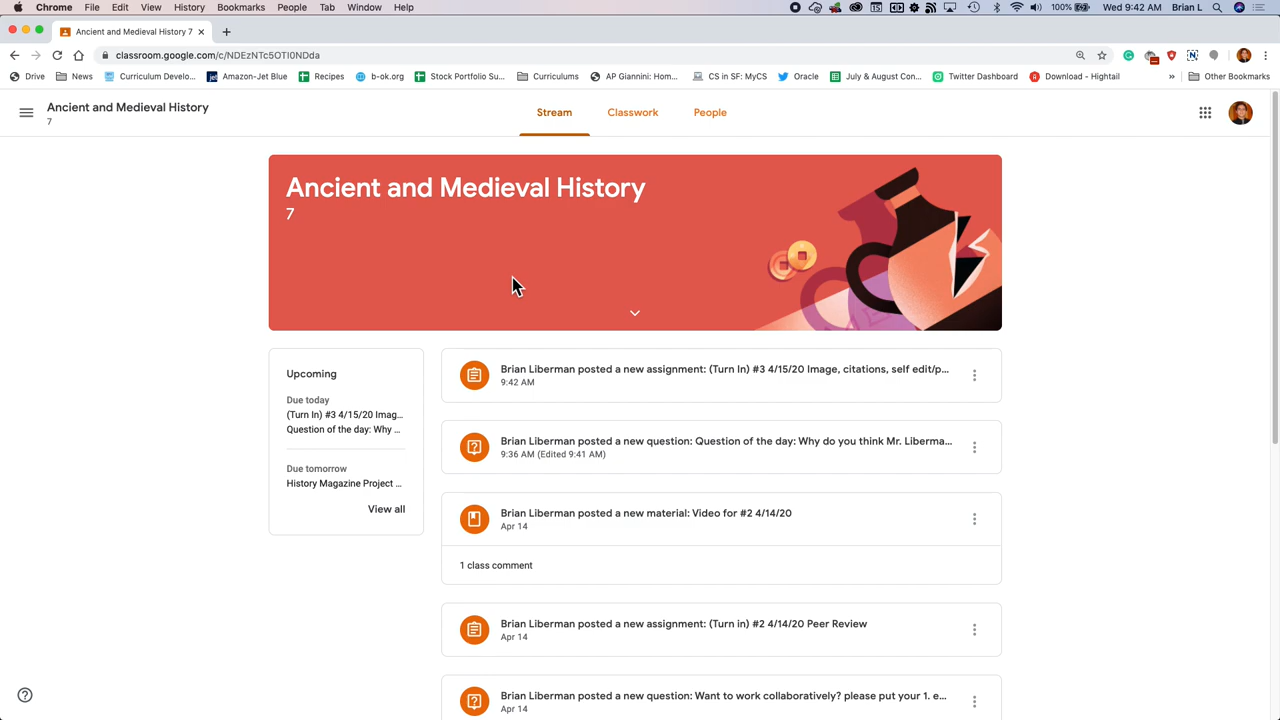 Chrome File Edit View History Bookmarks People Tab Window Help 100% Wed 9:42 AM Brian L
Ancient and Medieval History 7
classroom.google.com/c/NDEzNTc5OTI0NDda
Drive News Curriculum Develo... Amazon-Jet Blue Recipes b-ok.org Stock Portfolio Su... Curriculums AP Giannini: Hom... CS in SF: MyCS Oracle July & August Con... Twitter Dashboard Download - Hightail » Other Bookmarks
Ancient and Medieval History
7
Stream Classwork People
Ancient and Medieval History
7
Upcoming
Due today
(Turn In) #3 4/15/20 Imag...
Question of the day: Why ...
Due tomorrow
History Magazine Project ...
View all
Brian Liberman posted a new assignment: (Turn In) #3 4/15/20 Image, citations, self edit/p...
9:42 AM
Brian Liberman posted a new question: Question of the day: Why do you think Mr. Liberma...
9:36 AM (Edited 9:41 AM)
Brian Liberman posted a new material: Video for #2 4/14/20
Apr 14
1 class comment
Brian Liberman posted a new assignment: (Turn in) #2 4/14/20 Peer Review
Apr 14
Brian Liberman posted a new question: Want to work collaboratively? please put your 1. e...
Apr 14